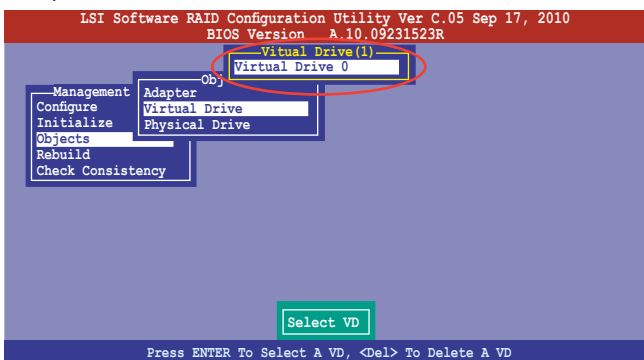 LSI Software RAID Configuration Utility Ver C.05 Sep 17, 2010
BIOS Version A.10.09231523R
Vitual Drive(1)
Virtual Drive 0
Obj
Adapter
Virtual Drive
Physical Drive
Management
Configure
Initialize
Objects
Rebuild
Check Consistency
Select VD
Press ENTER To Select A VD, <Del> To Delete A VD